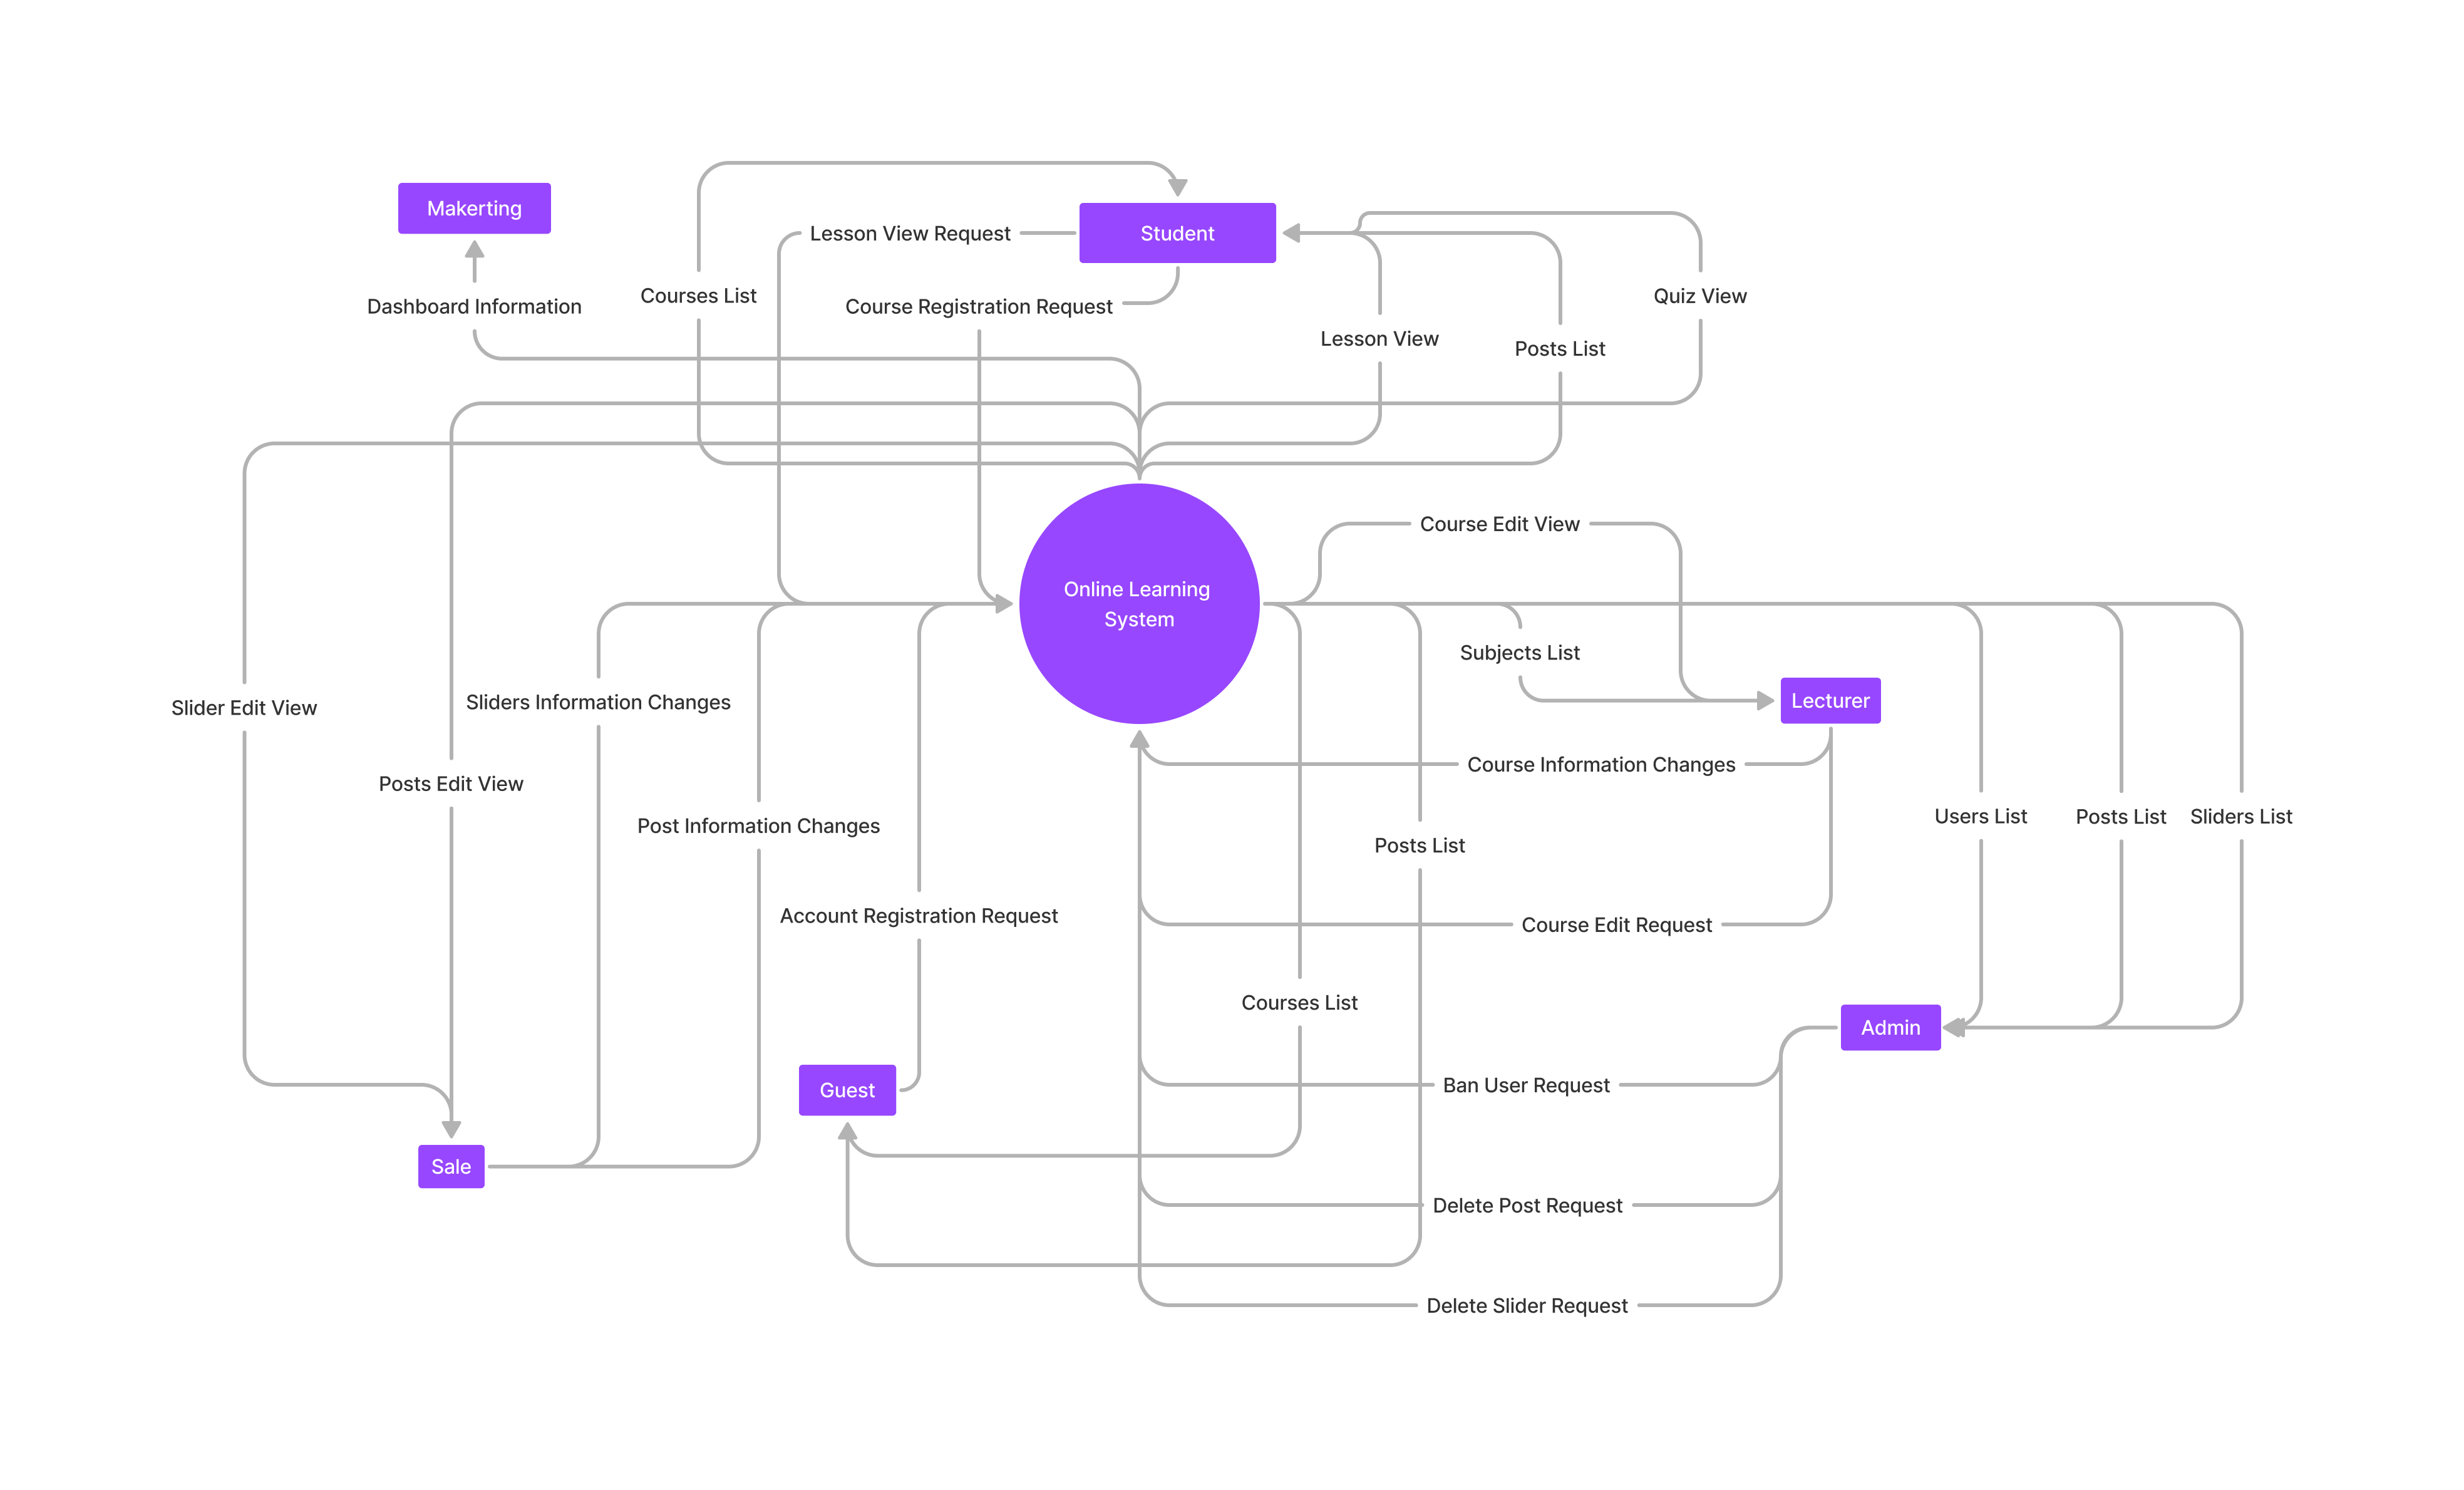 Makerting
Lesson View Request
Student
Courses List
Quiz View
Dashboard Information
Course Registration Request
Lesson View
Posts List
Course Edit View
Online Learning
System
Subjects List
Slider Edit View
Sliders Information Changes
Lecturer
Posts Edit View
Course Information Changes
Post Information Changes
Posts List
Users List
Posts List
Sliders List
Account Registration Request
Course Edit Request
Courses List
Admin
Guest
Ban User Request
Sale
Delete Post Request
Delete Slider Request